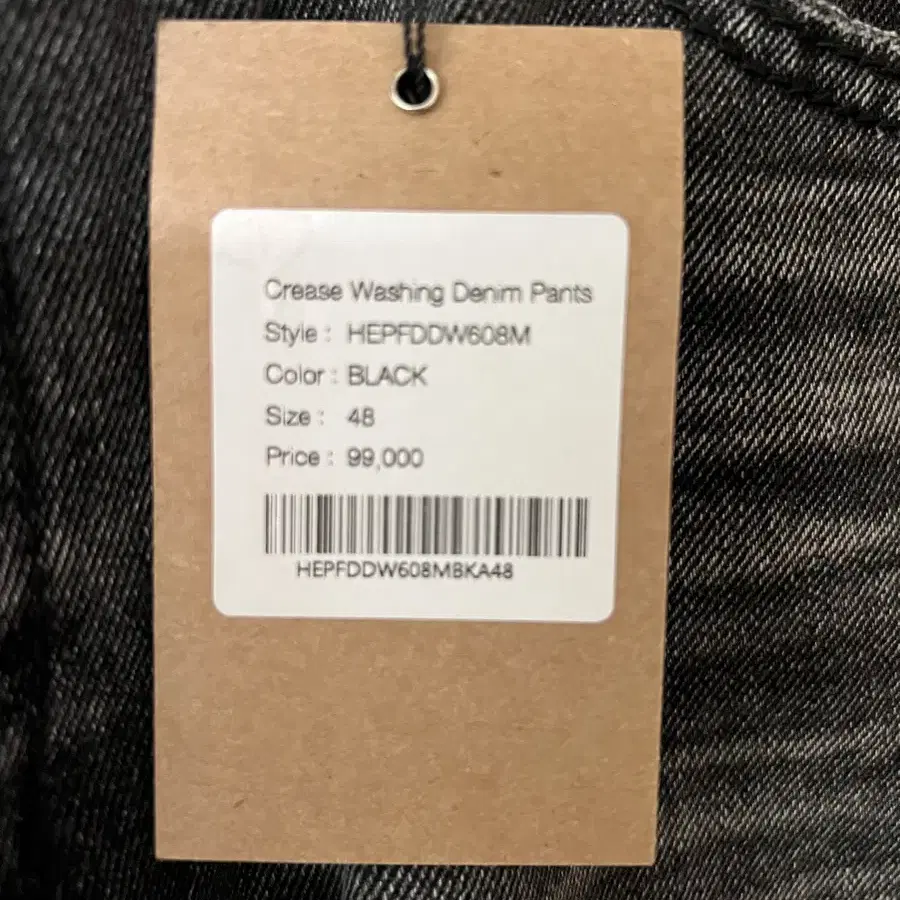 Crease Washing Denim Pants
Style : HEPFDDW608M
Color : BLACK
Size : 48
Price : 99,000
HEPFDDW608MBKA48